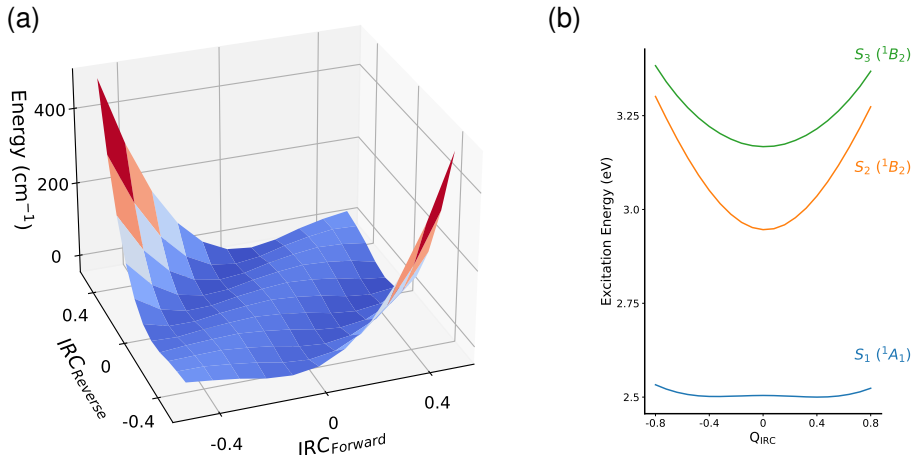 (a)
Energy (cm⁻¹)
400
200
0
0.4
0
-0.4
IRC_Reverse
-0.4
0
0.4
IRC_Forward
(b)
Excitation Energy (eV)
3.25
3.0
2.75
2.5
S₃ (¹B₂)
S₂ (¹B₂)
S₁ (¹A₁)
-0.8 -0.4 0 0.4 0.8
Q_IRC